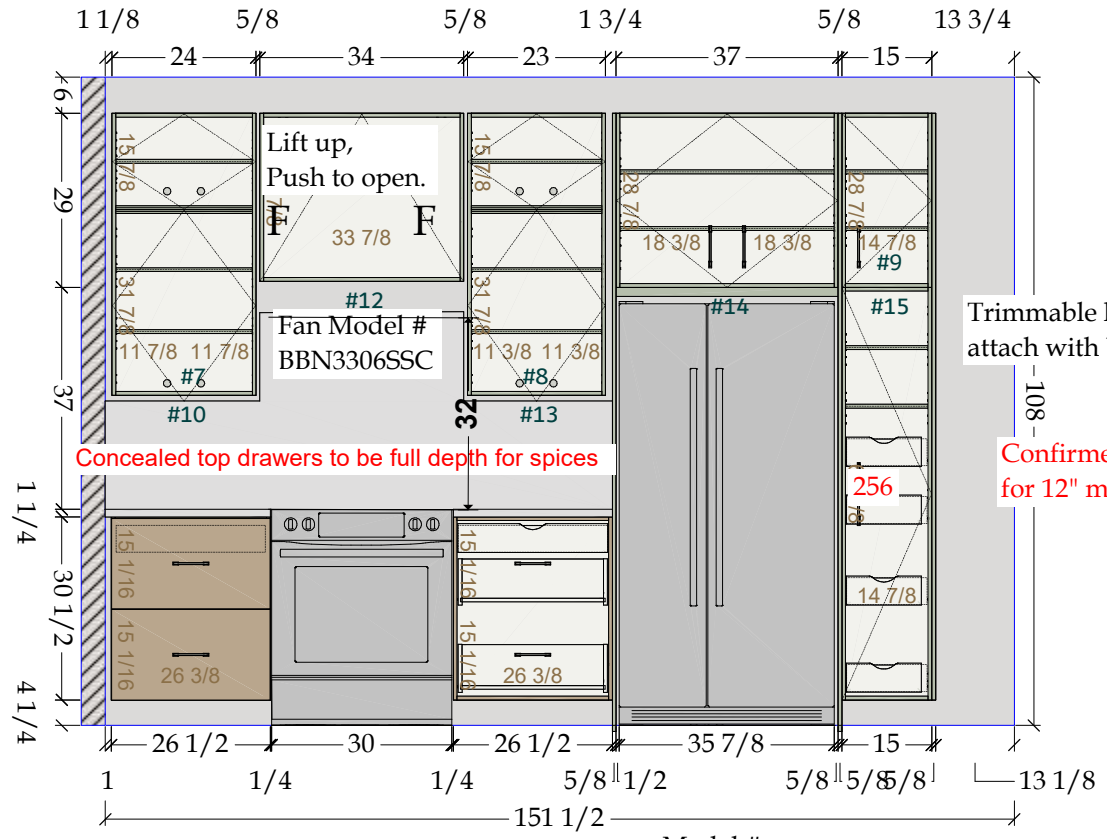 1 1/8 5/8 5/8 1 3/4 5/8 13 3/4
24 34 23 37 15
6
29
37
1 1/4
30 1/2
4 1/4
15 7/8
31 7/8
11 7/8 11 7/8
#7
#10
Lift up,
Push to open.
7/8
F F
33 7/8
#12
Fan Model #
BBN3306SSC
15 7/8
31 7/8
11 3/8 11 3/8
#8
#13
32
28 7/8
18 3/8 18 3/8
#14
28 7/8
14 7/8
#9
#15
Trimmable
attach with
108
Concealed top drawers to be full depth for spices
256
7/8
14 7/8
Confirme
for 12" m
15 1/16
15 1/16
26 3/8
15 1/16
15 1/16
26 3/8
26 1/2 30 26 1/2 35 7/8 15
1 1/4 1/4 5/8 1/2 5/8 5/8 5/8 13 1/8
151 1/2
Model #